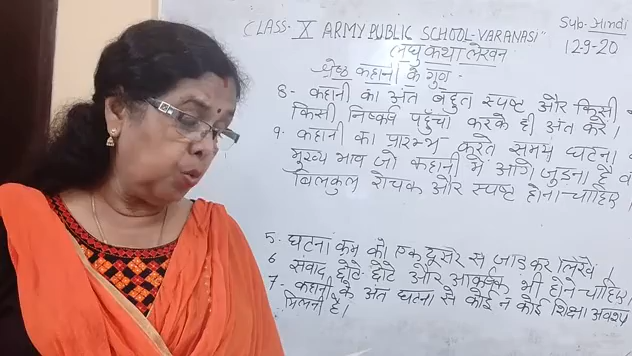 CLASS- X ARMY PUBLIC SCHOOL-VARANASI"
Sub- Hindi
12-9-20
लघु कथा लेखन
श्रेष्ठ कहानी के गुण -
8- कहानी का अंत बहुत स्पष्ट और किसी
किसी निष्कर्ष पहुँचा करके ही अंत करें।
9- कहानी का प्रारम्भ करते समय घटना
मुख्य भाव जो कहानी में आगे जुड़ना है
बिलकुल रोचक और स्पष्ट होना चाहिए।
5. घटना क्रम को एक दूसरे से जोड़कर लिखें।
6 संवाद छोटे छोटे और आकर्षक भी होने चाहिए।
7- कहानी के अंत घटना से कोई न कोई शिक्षा अवश्य
मिलनी है।